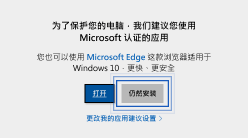 为了保护您的电脑，我们建议您使用
Microsoft 认证的应用
您也可以使用 Microsoft Edge 这款浏览器适用于
Windows 10 - 更快，更安全
打开
仍然安装
更改我的应用建议设置 >